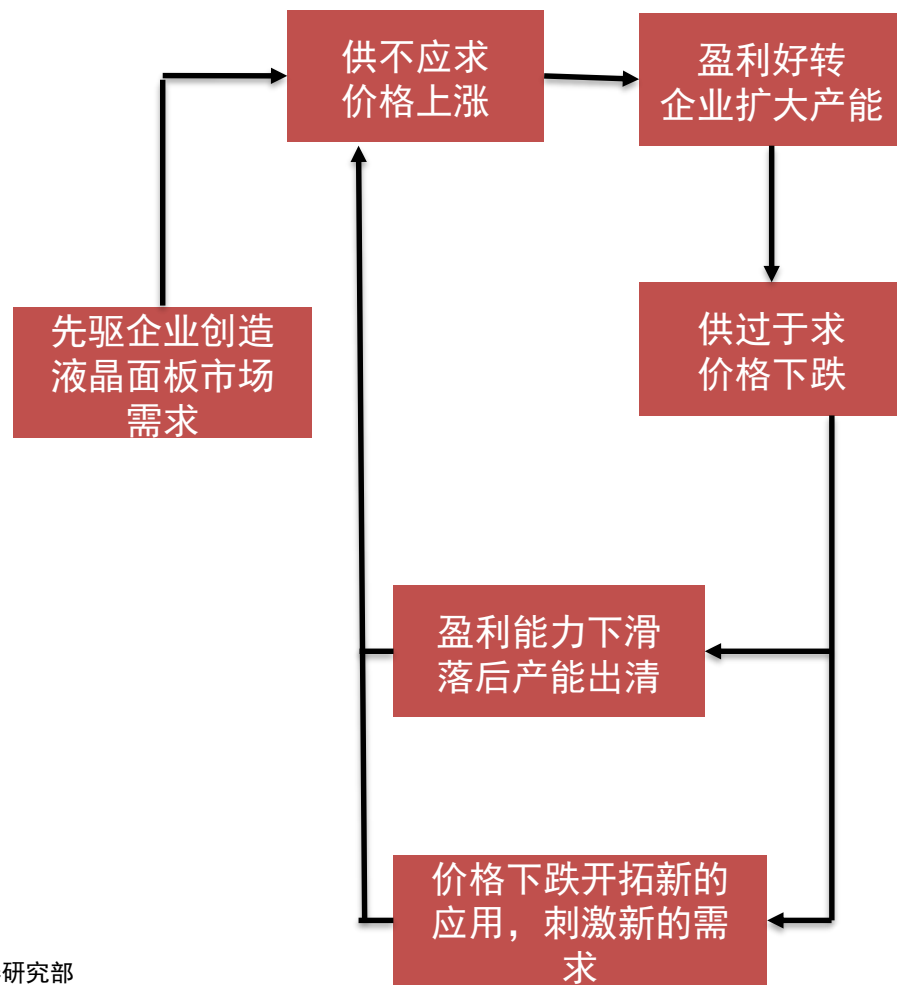 供不应求
价格上涨
盈利好转
企业扩大产能
先驱企业创造
液晶面板市场
需求
供过于求
价格下跌
盈利能力下滑
落后产能出清
价格下跌开拓新的
应用，刺激新的需
求
研究部